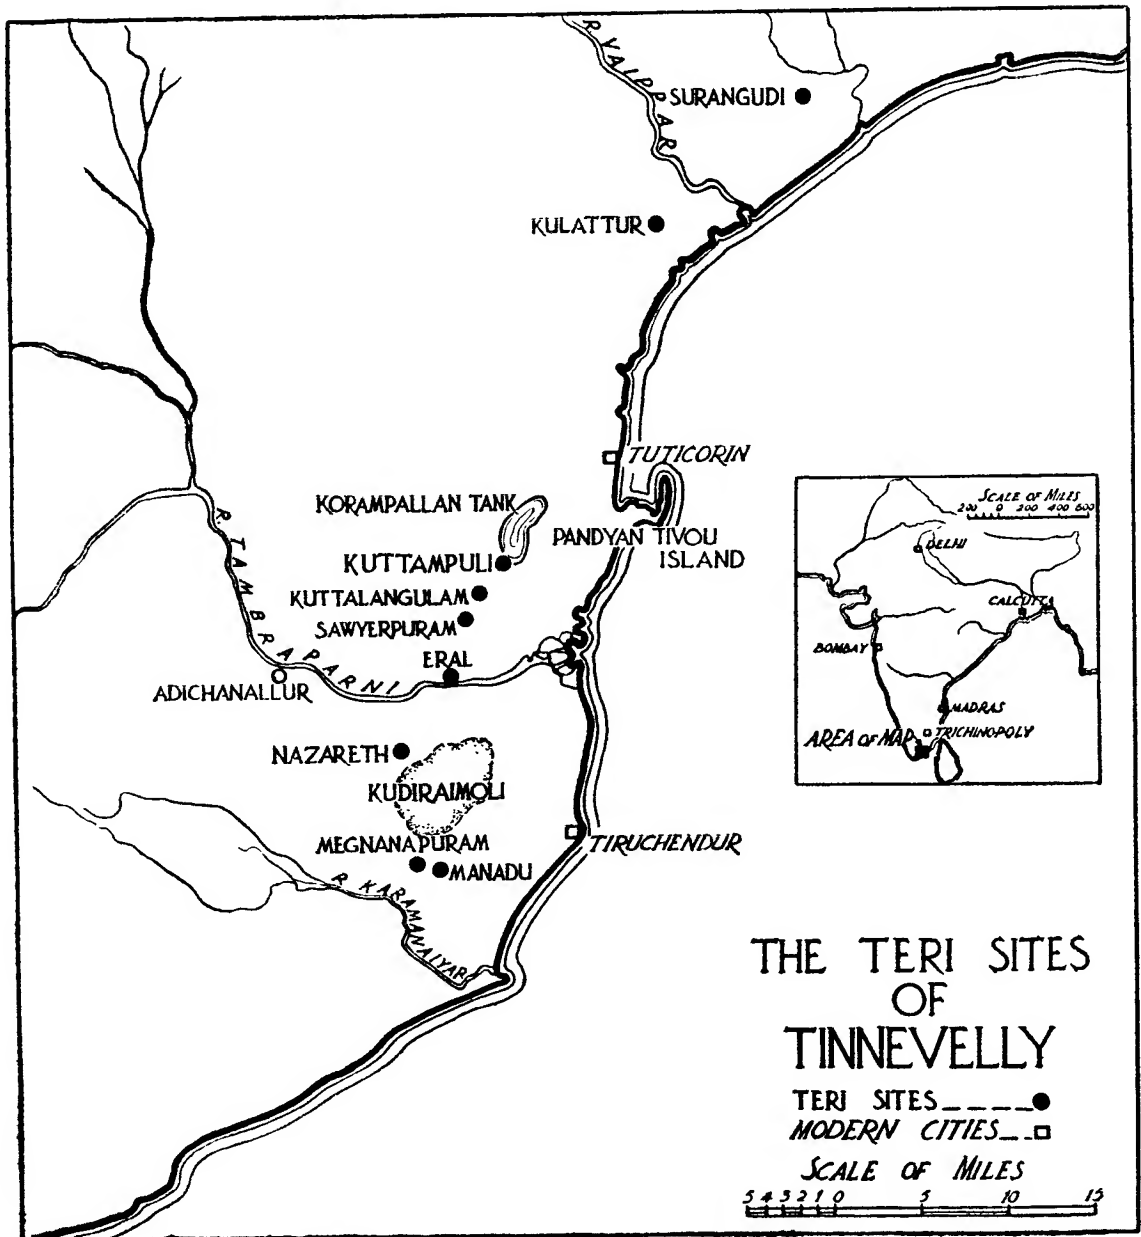 R. VAIPPAR
SURANGUDI
KULATTUR
TUTICORIN
KORAMPALLAN TANK
PANDYAN TIVOU
ISLAND
KUTTAMPULI
KUTTALANGULAM
SAWYERPURAM
R. TAMBRAPARNI
ERAL
ADICHANALLUR
NAZARETH
KUDIRAIMOLI
MEGNANAPURAM
MANADU
TIRUCHENDUR
R KARAMANAIYAR
SCALE OF MILES
200 0 200 400 600
DELHI
CALCUTTA
BOMBAY
MADRAS
TRICHINOPOLY
AREA OF MAP
THE TERI SITES
OF
TINNEVELLY
TERI SITES
MODERN CITIES
SCALE OF MILES
5 4 3 2 1 0 5 10 15